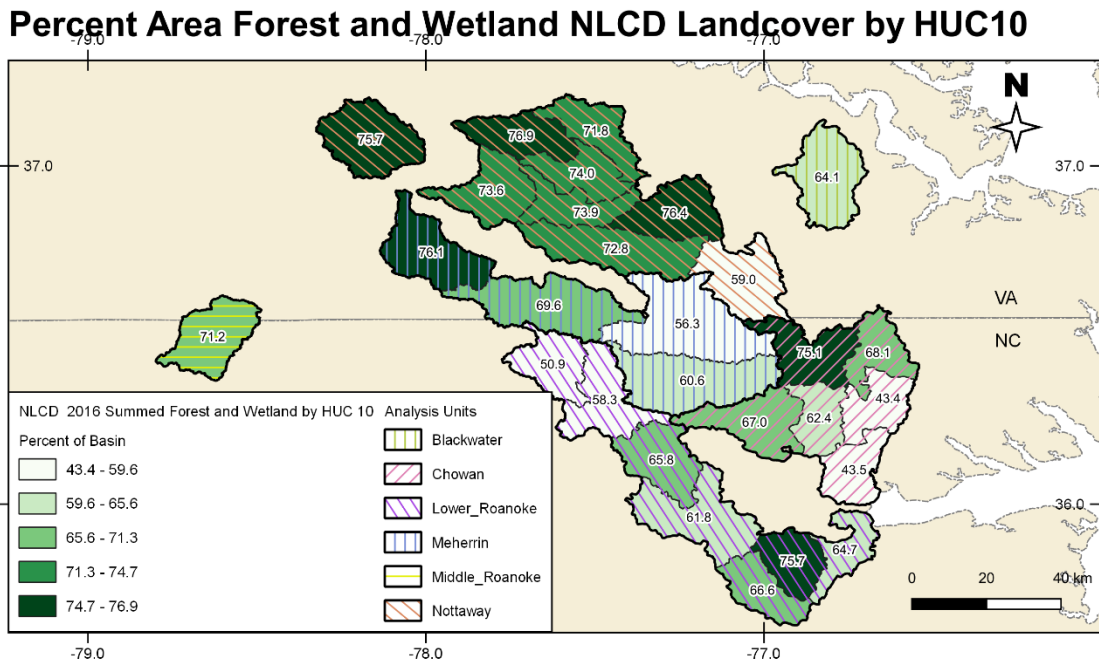 Percent Area Forest and Wetland NLCD Landcover by HUC10
-79.0 -78.0 -77.0
N
75.7
76.9
71.8
37.0
74.0
64.1
37.0
73.6
73.9
76.4
72.8
76.1
59.0
69.6
VA
56.3
NC
71.2
75.1
68.1
50.9
60.6
58.3
43.4
62.4
67.0
65.8
43.5
36.0
61.8
64.7
75.7
66.6
NLCD 2016 Summed Forest and Wetland by HUC 10
Percent of Basin
43.4 - 59.6
59.6 - 65.6
65.6 - 71.3
71.3 - 74.7
74.7 - 76.9
Analysis Units
Blackwater
Chowan
Lower_Roanoke
Meherrin
Middle_Roanoke
Nottaway
0 20 40 km
-79.0 -78.0 -77.0